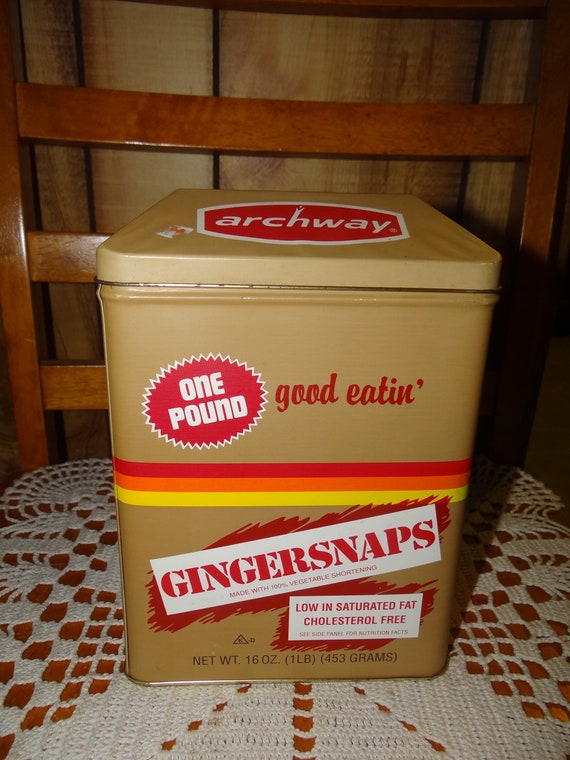 archway®
ONE
POUND
good eatin'
GINGERSNAPS
MADE WITH 100% VEGETABLE SHORTENING
LOW IN SATURATED FAT
CHOLESTEROL FREE
SEE SIDE PANEL FOR NUTRITION FACTS
K-D
NET WT. 16 OZ. (1LB) (453 GRAMS)